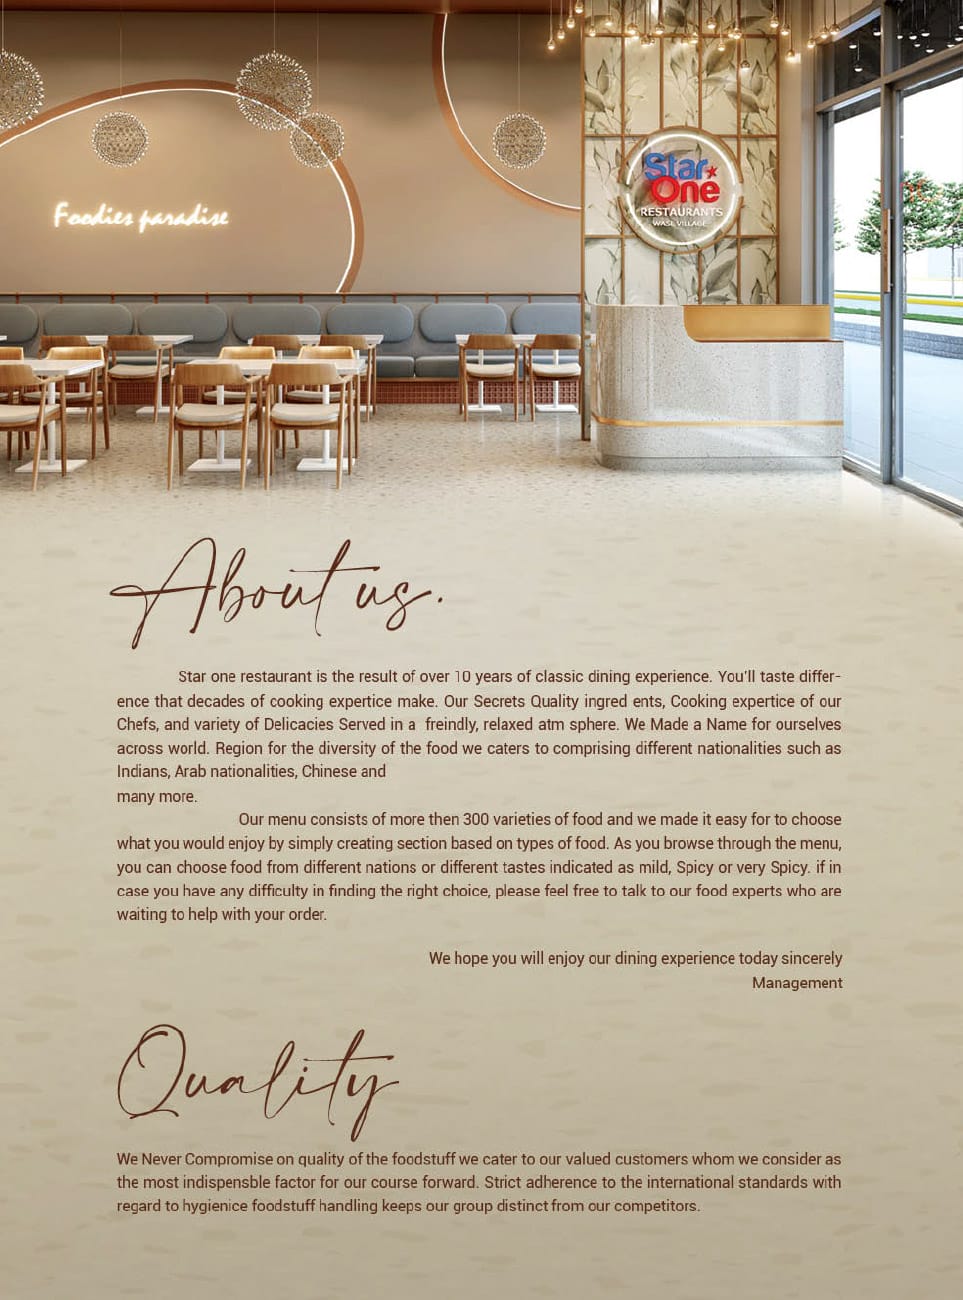 Foodies paradise
Star
One
RESTAURANTS
WASL VILLAGE
About us.
Star one restaurant is the result of over 10 years of classic dining experience. You'll taste differ-
ence that decades of cooking expertice make. Our Secrets Quality ingred ents, Cooking expertice of our
Chefs, and variety of Delicacies Served in a freindly, relaxed atm sphere. We Made a Name for ourselves
across world. Region for the diversity of the food we caters to comprising different nationalities such as
Indians, Arab nationalities, Chinese and
many more.
Our menu consists of more then 300 varieties of food and we made it easy for to choose
what you would enjoy by simply creating section based on types of food. As you browse through the menu,
you can choose food from different nations or different tastes indicated as mild, Spicy or very Spicy. if in
case you have any difficulty in finding the right choice, please feel free to talk to our food experts who are
waiting to help with your order.
We hope you will enjoy our dining experience today sincerely
Management
Quality
We Never Compromise on quality of the foodstuff we cater to our valued customers whom we consider as
the most indispensble factor for our course forward. Strict adherence to the international standards with
regard to hygienice foodstuff handling keeps our group distinct from our competitors.